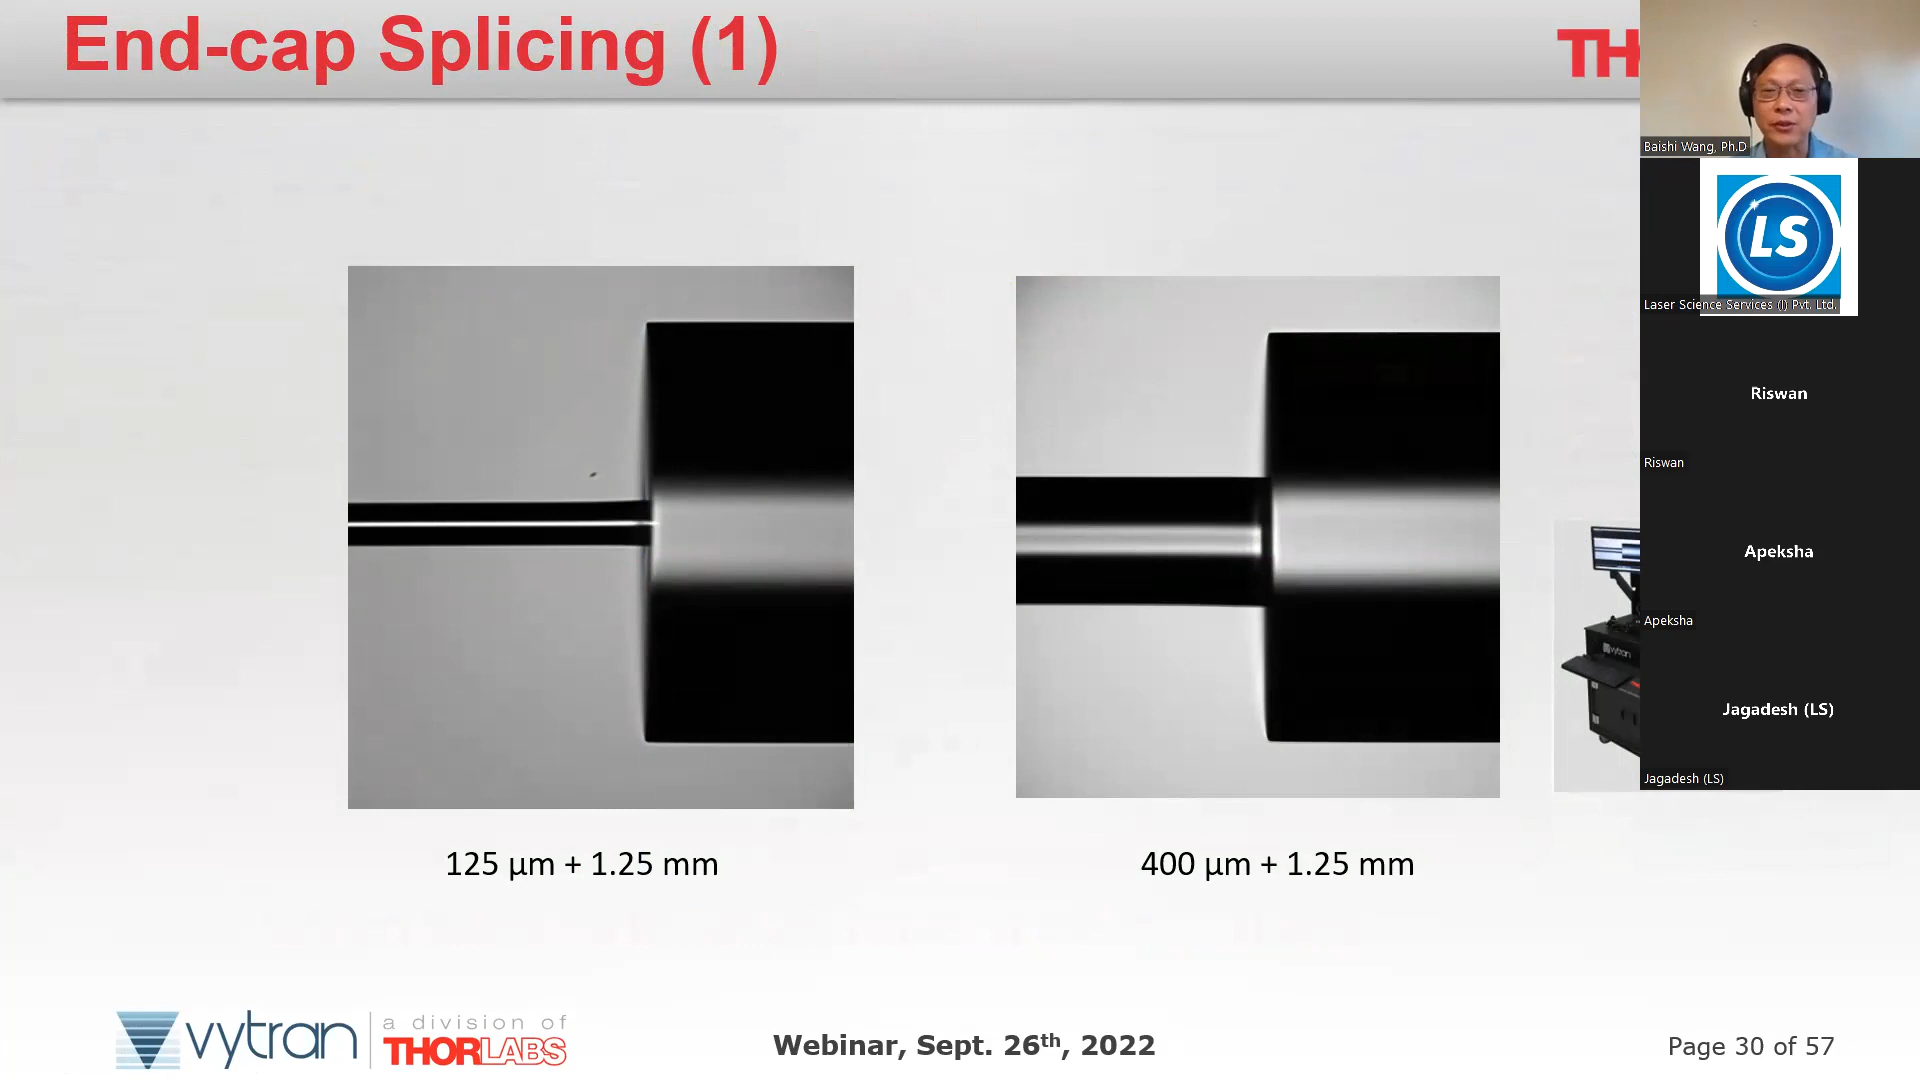 End-cap Splicing (1)
TH
Baishi Wang, Ph.D
LS
Laser Science Services (I) Pvt. Ltd.
Riswan
Riswan
Apeksha
Apeksha
vytran
Jagadesh (LS)
Jagadesh (LS)
125 µm + 1.25 mm
400 µm + 1.25 mm
vytran
a division of
THORLABS
Webinar, Sept. 26th, 2022
Page 30 of 57